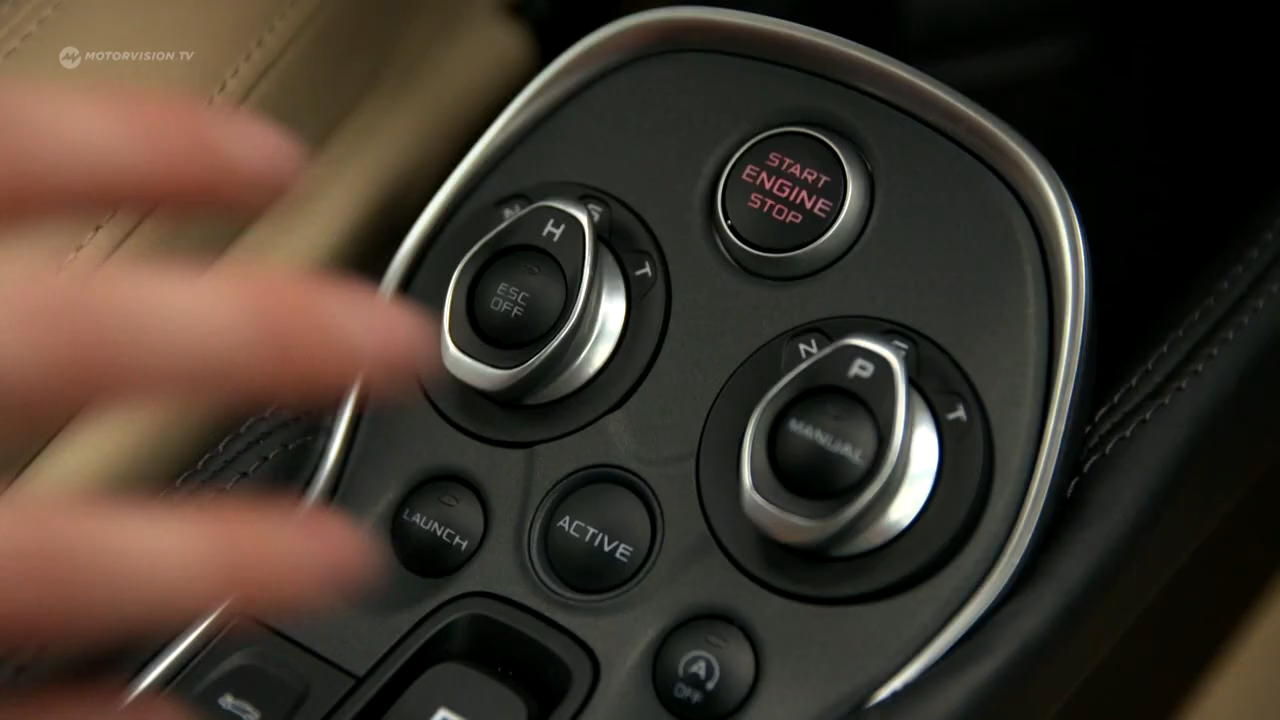 MOTORVISION TV
START
ENGINE
STOP
N
H
S
T
ESC
OFF
N
P
T
MANUAL
LAUNCH
ACTIVE
A
OFF